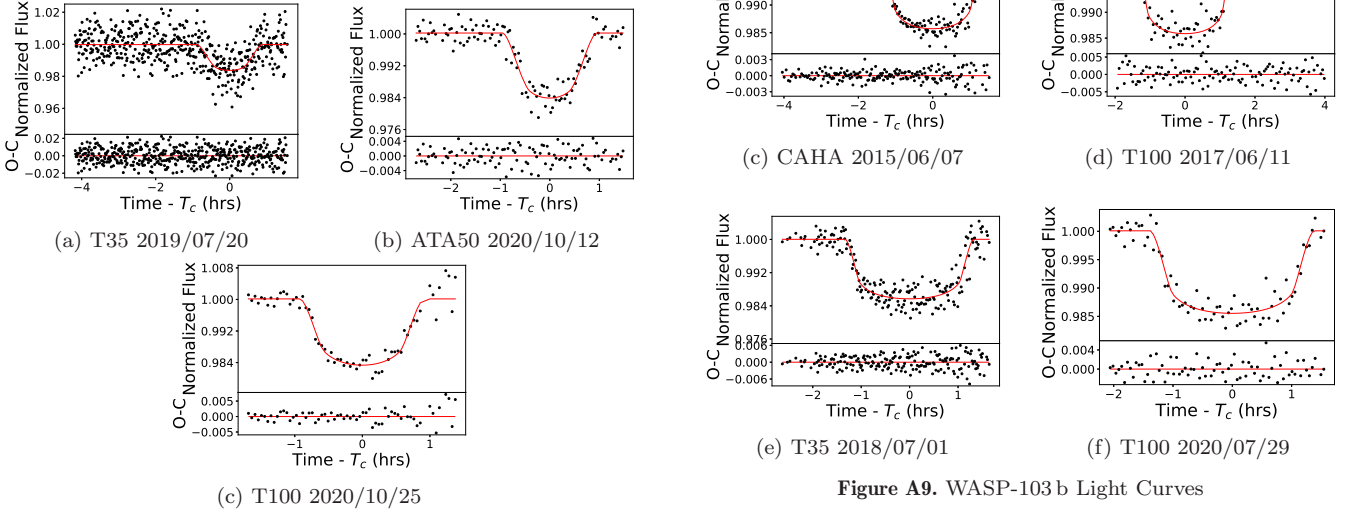 1.02
1.00
0.98
0.96
Normalized Flux
0.02
0.00
−0.02
O-C
−4 −2 0
Time - Tc (hrs)
(a) T35 2019/07/20
1.000
0.992
0.984
0.976
Normalized Flux
0.004
0.000
−0.004
O-C
−2 −1 0 1
Time - Tc (hrs)
(b) ATA50 2020/10/12
1.008
1.000
0.992
0.984
Normalized Flux
0.005
0.000
−0.005
O-C
−1 0 1
Time - Tc (hrs)
(c) T100 2020/10/25
0.990
0.985
Normalized
0.003
0.000
−0.003
O-C
−4 −2 0
Time - Tc (hrs)
(c) CAHA 2015/06/07
0.990
0.985
Normalized
0.005
0.000
−0.005
O-C
−2 0 2 4
Time - Tc (hrs)
(d) T100 2017/06/11
1.000
0.992
0.984
0.976
Normalized Flux
0.006
0.000
−0.006
O-C
−2 −1 0 1
Time - Tc (hrs)
(e) T35 2018/07/01
1.000
0.995
0.990
0.985
Normalized Flux
0.004
0.000
O-C
−2 −1 0 1
Time - Tc (hrs)
(f) T100 2020/07/29
Figure A9. WASP-103 b Light Curves